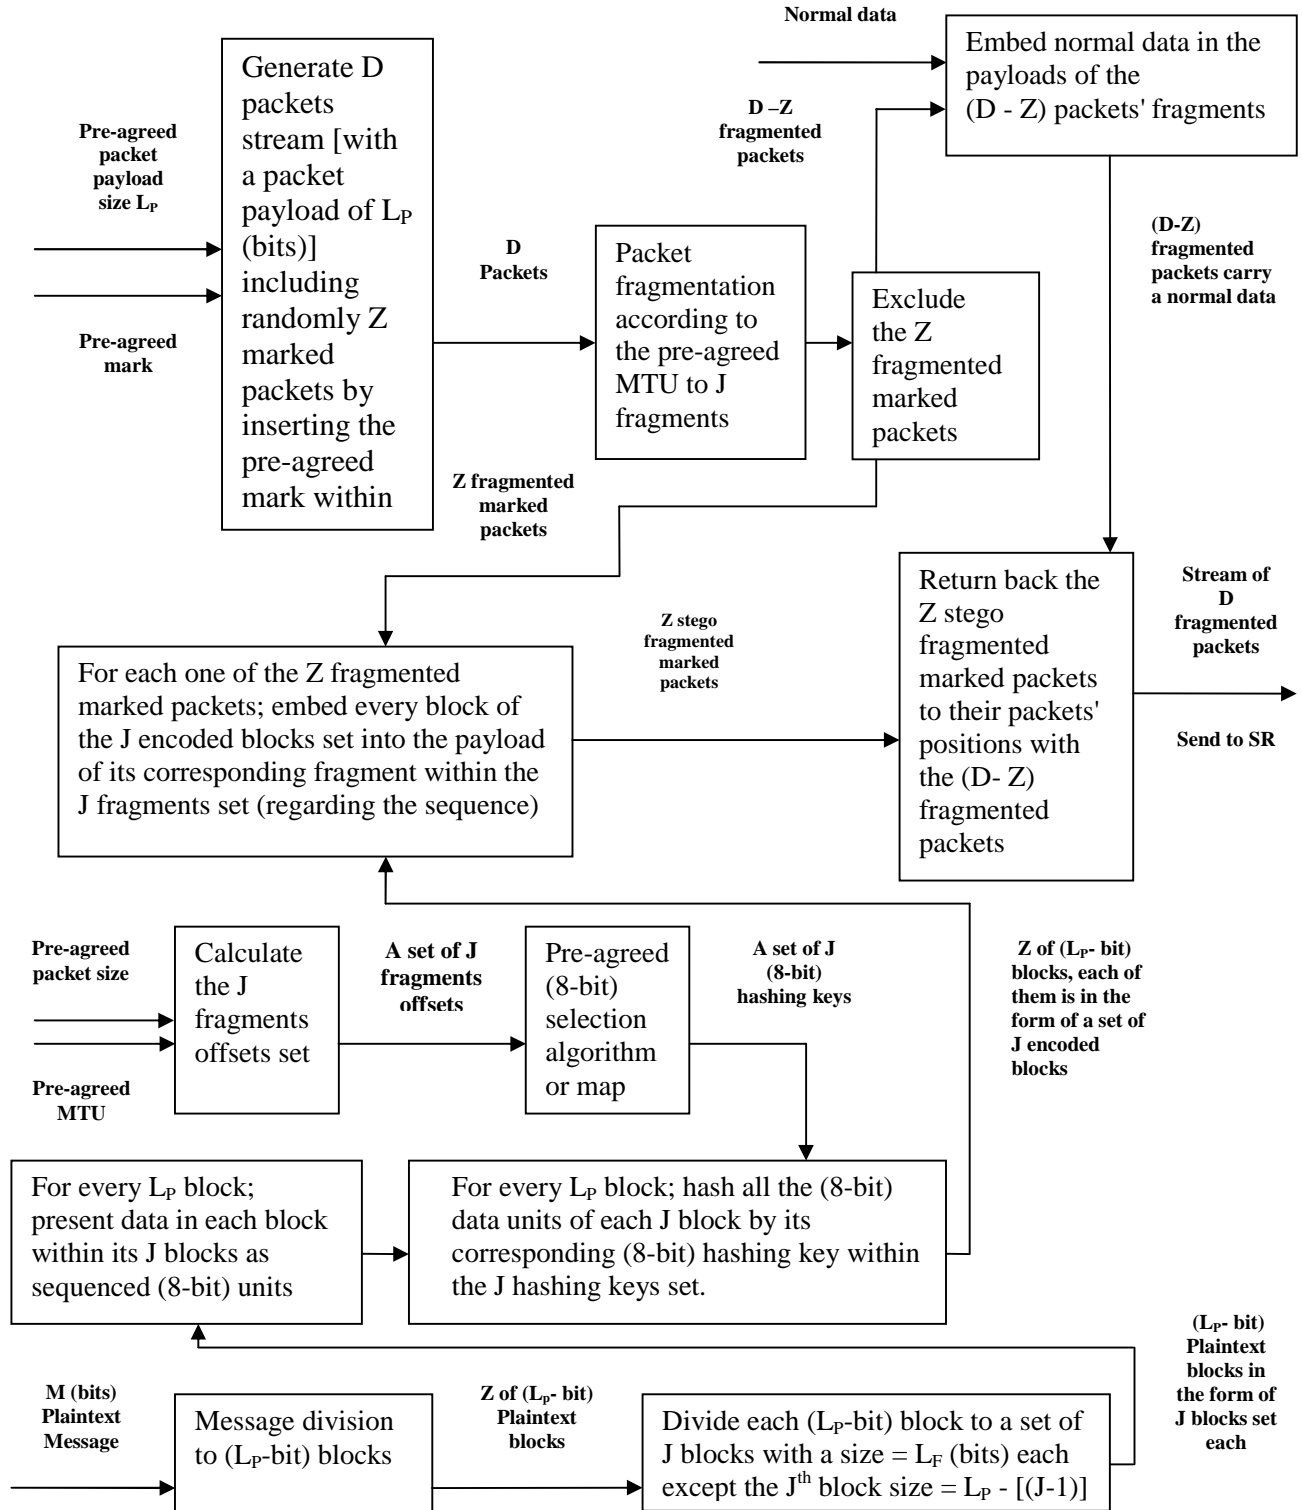 Normal data
Embed normal data in the
payloads of the
(D - Z) packets' fragments
Generate D
packets
stream [with
a packet
payload of LP
(bits)]
including
randomly Z
marked
packets by
inserting the
pre-agreed
mark within
Pre-agreed
packet
payload
size LP
Pre-agreed
mark
D –Z
fragmented
packets
D
Packets
Packet
fragmentation
according to
the pre-agreed
MTU to J
fragments
Exclude
the Z
fragmented
marked
packets
(D-Z)
fragmented
packets carry
a normal data
Z fragmented
marked
packets
Return back the
Z stego
fragmented
marked packets
to their packets'
positions with
the (D- Z)
fragmented
packets
Stream of
D
fragmented
packets
Send to SR
Z stego
fragmented
marked
packets
For each one of the Z fragmented
marked packets; embed every block of
the J encoded blocks set into the payload
of its corresponding fragment within the
J fragments set (regarding the sequence)
Pre-agreed
packet size
Pre-agreed
MTU
Calculate
the J
fragments
offsets set
A set of J
fragments
offsets
Pre-agreed
(8-bit)
selection
algorithm
or map
A set of J
(8-bit)
hashing keys
Z of (LP- bit)
blocks, each of
them is in the
form of a set of
J encoded
blocks
For every LP block;
present data in each block
within its J blocks as
sequenced (8-bit) units
For every LP block; hash all the (8-bit)
data units of each J block by its
corresponding (8-bit) hashing key within
the J hashing keys set.
(LP- bit)
Plaintext
blocks in
the form of
J blocks set
each
M (bits)
Plaintext
Message
Message division
to (LP-bit) blocks
Z of (LP- bit)
Plaintext
blocks
Divide each (LP-bit) block to a set of
J blocks with a size = LF (bits) each
except the Jth block size = LP - [(J-1)]